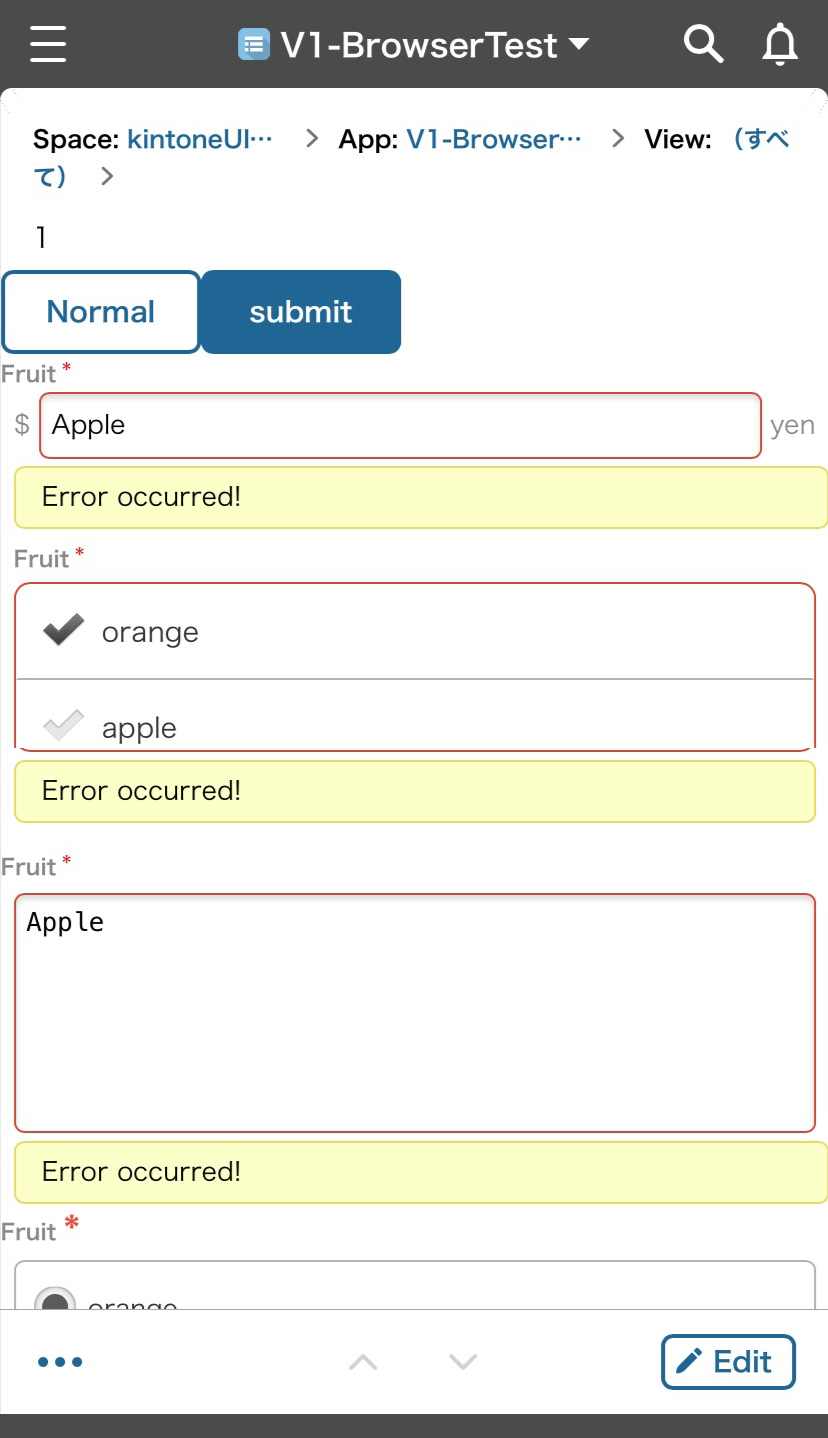 V1-BrowserTest
Space: kintoneUI… > App: V1-Browser… > View: （すべ
て） >
1
Normal submit
Fruit *
$ Apple yen
Error occurred!
Fruit *
orange
apple
Error occurred!
Fruit *
Apple
Error occurred!
Fruit *
orange
Edit